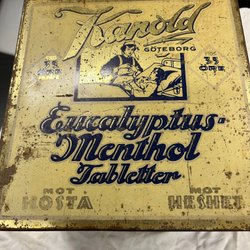 Kanold
GÖTEBORG
35 ÖRE
35 ÖRE
Eucalyptus-
Menthol
Tabletter
MOT HOSTA
MOT HESHET